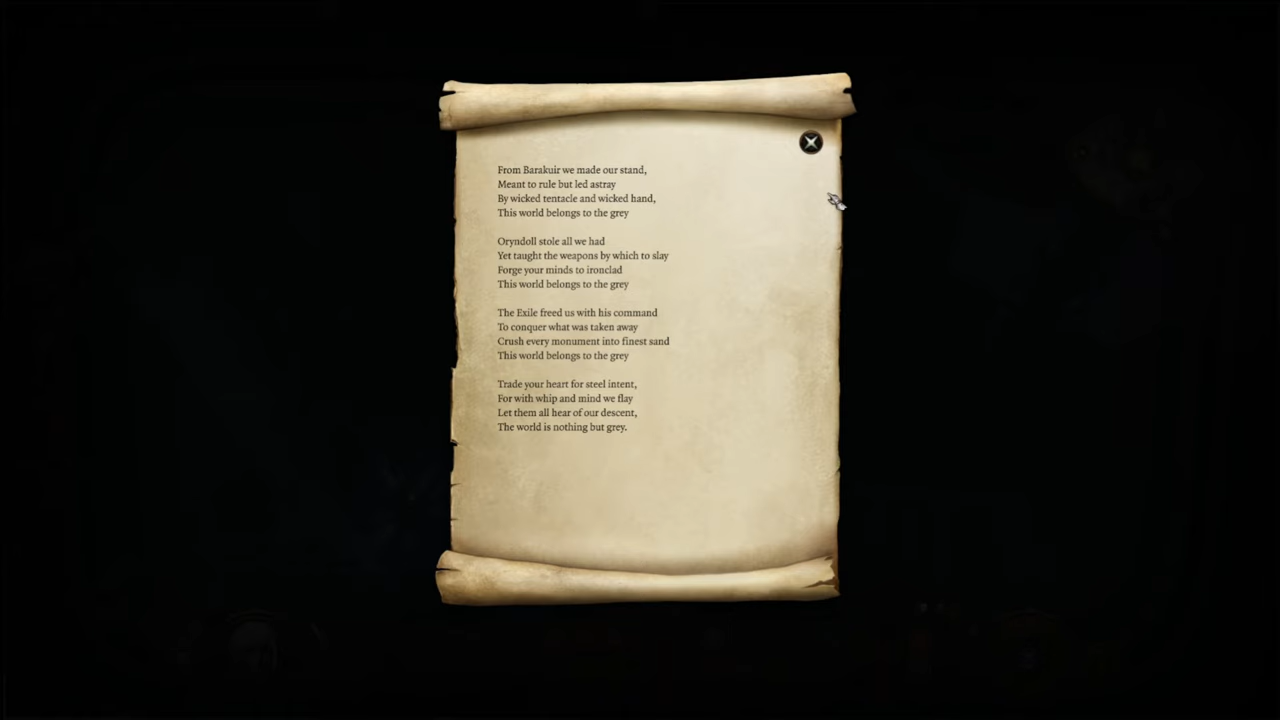 From Barakuir we made our stand,
Meant to rule but led astray
By wicked tentacle and wicked hand,
This world belongs to the grey
Oryndoll stole all we had
Yet taught the weapons by which to slay
Forge your minds to ironclad
This world belongs to the grey
The Exile freed us with his command
To conquer what was taken away
Crush every monument into finest sand
This world belongs to the grey
Trade your heart for steel intent,
For with whip and mind we flay
Let them all hear of our descent,
The world is nothing but grey.